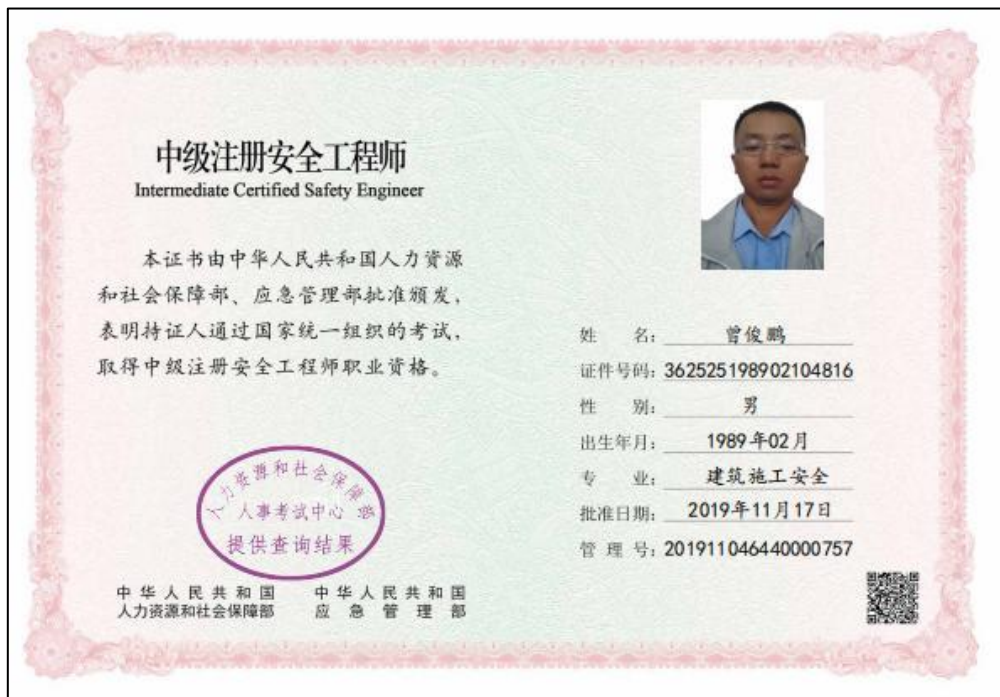 中级注册安全工程师
Intermediate Certified Safety Engineer
本证书由中华人民共和国人力资源
和社会保障部、应急管理部批准颁发，
表明持证人通过国家统一组织的考试，
取得中级注册安全工程师职业资格。
人力资源和社会保障部
人事考试中心
提供查询结果
中华人民共和国
人力资源和社会保障部
中华人民共和国
应急管理部
姓名：曾俊鹏
证件号码：362525198902104816
性别：男
出生年月：1989年02月
专业：建筑施工安全
批准日期：2019年11月17日
管理号：201911046440000757